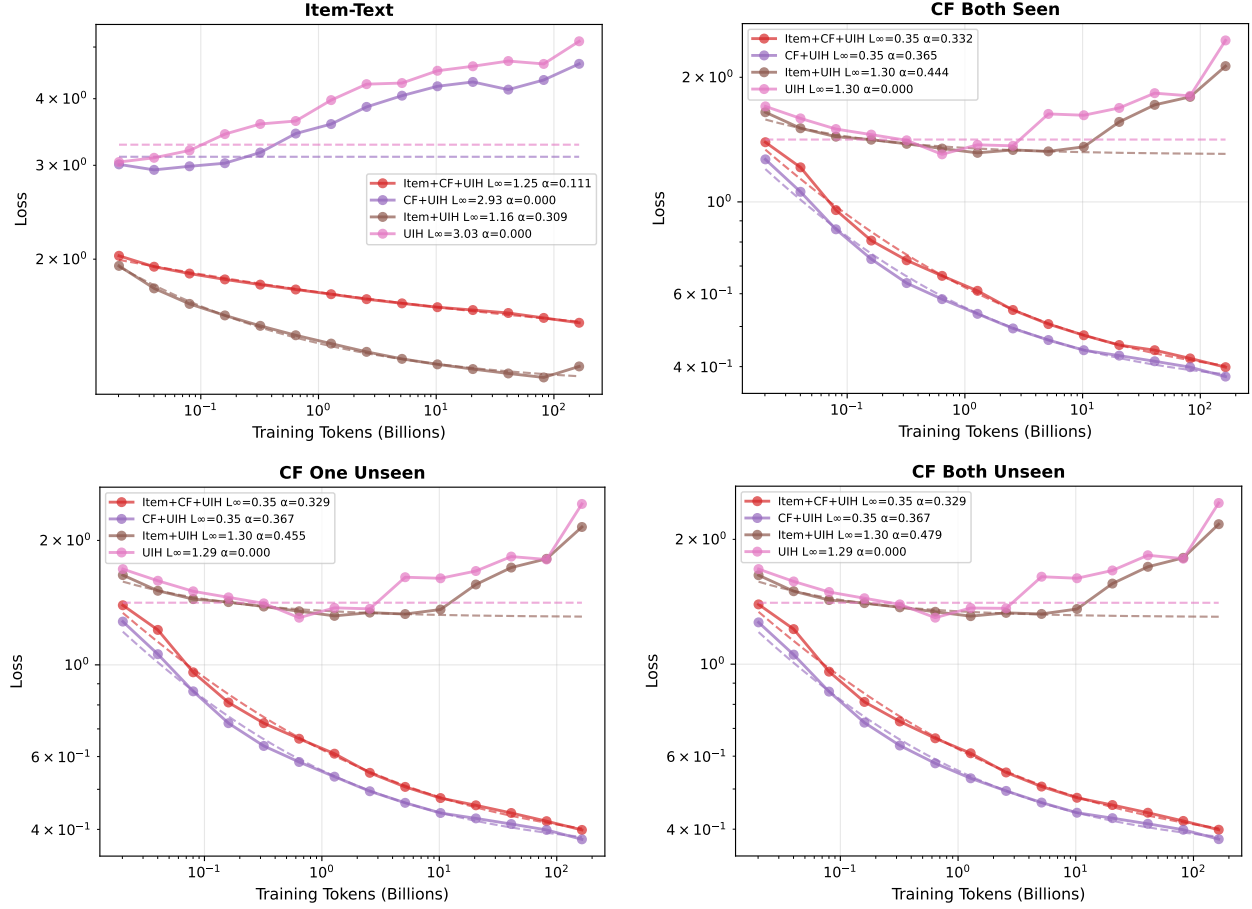 Item-Text
Loss
4 × 10⁰
3 × 10⁰
2 × 10⁰
Item+CF+UIH L∞=1.25 α=0.111
CF+UIH L∞=2.93 α=0.000
Item+UIH L∞=1.16 α=0.309
UIH L∞=3.03 α=0.000
10⁻¹ 10⁰ 10¹ 10²
Training Tokens (Billions)
CF Both Seen
Loss
Item+CF+UIH L∞=0.35 α=0.332
CF+UIH L∞=0.35 α=0.365
Item+UIH L∞=1.30 α=0.444
UIH L∞=1.30 α=0.000
2 × 10⁰
10⁰
6 × 10⁻¹
4 × 10⁻¹
10⁻¹ 10⁰ 10¹ 10²
Training Tokens (Billions)
CF One Unseen
Loss
Item+CF+UIH L∞=0.35 α=0.329
CF+UIH L∞=0.35 α=0.367
Item+UIH L∞=1.30 α=0.455
UIH L∞=1.29 α=0.000
2 × 10⁰
10⁰
6 × 10⁻¹
4 × 10⁻¹
10⁻¹ 10⁰ 10¹ 10²
Training Tokens (Billions)
CF Both Unseen
Loss
Item+CF+UIH L∞=0.35 α=0.329
CF+UIH L∞=0.35 α=0.367
Item+UIH L∞=1.30 α=0.479
UIH L∞=1.29 α=0.000
2 × 10⁰
10⁰
6 × 10⁻¹
4 × 10⁻¹
10⁻¹ 10⁰ 10¹ 10²
Training Tokens (Billions)